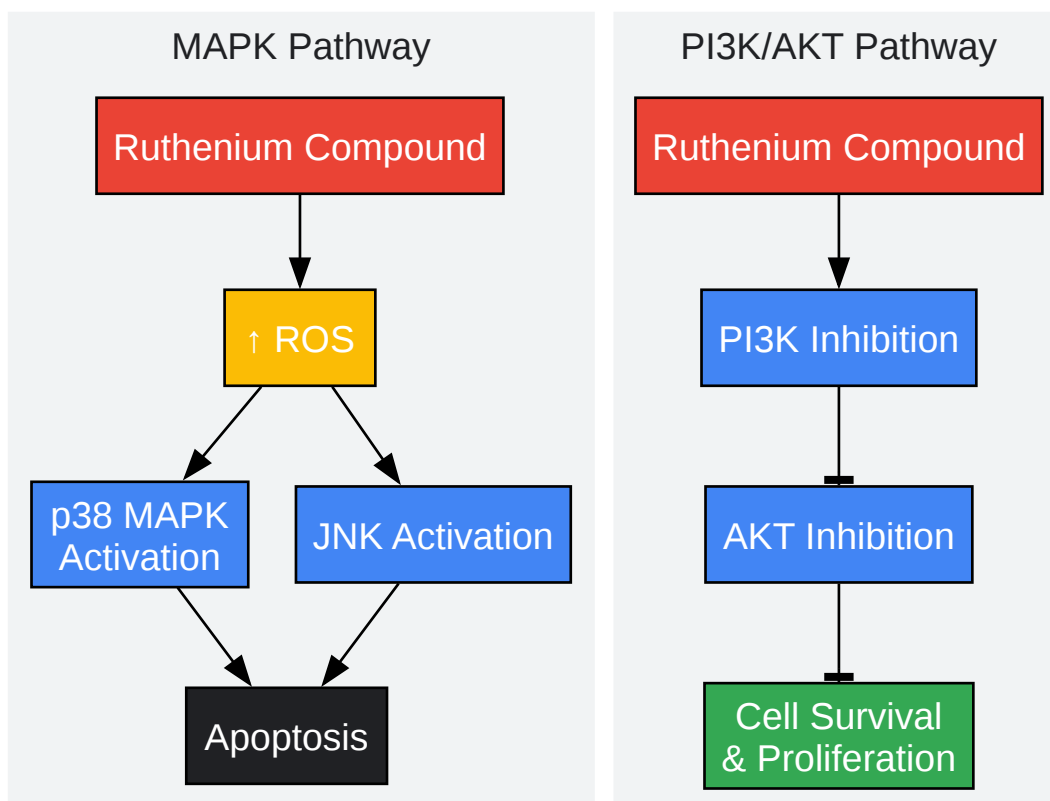 MAPK Pathway
Ruthenium Compound
↑ ROS
p38 MAPK
Activation
JNK Activation
Apoptosis
PI3K/AKT Pathway
Ruthenium Compound
PI3K Inhibition
AKT Inhibition
Cell Survival
& Proliferation